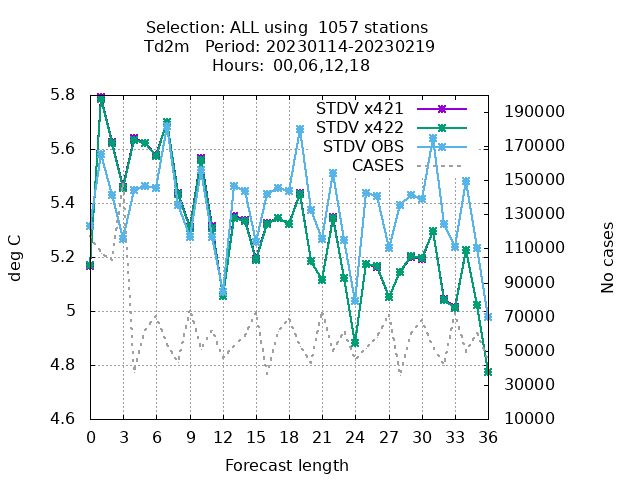 Selection: ALL using  1057 stations
Td2m   Period: 20230114-20230219
Hours:  00,06,12,18
STDV x421
STDV x422
STDV OBS
CASES
5.8
5.6
5.4
5.2
5
4.8
4.6
deg C
190000
170000
150000
130000
110000
90000
70000
50000
30000
10000
No cases
0 3 6 9 12 15 18 21 24 27 30 33 36
Forecast length